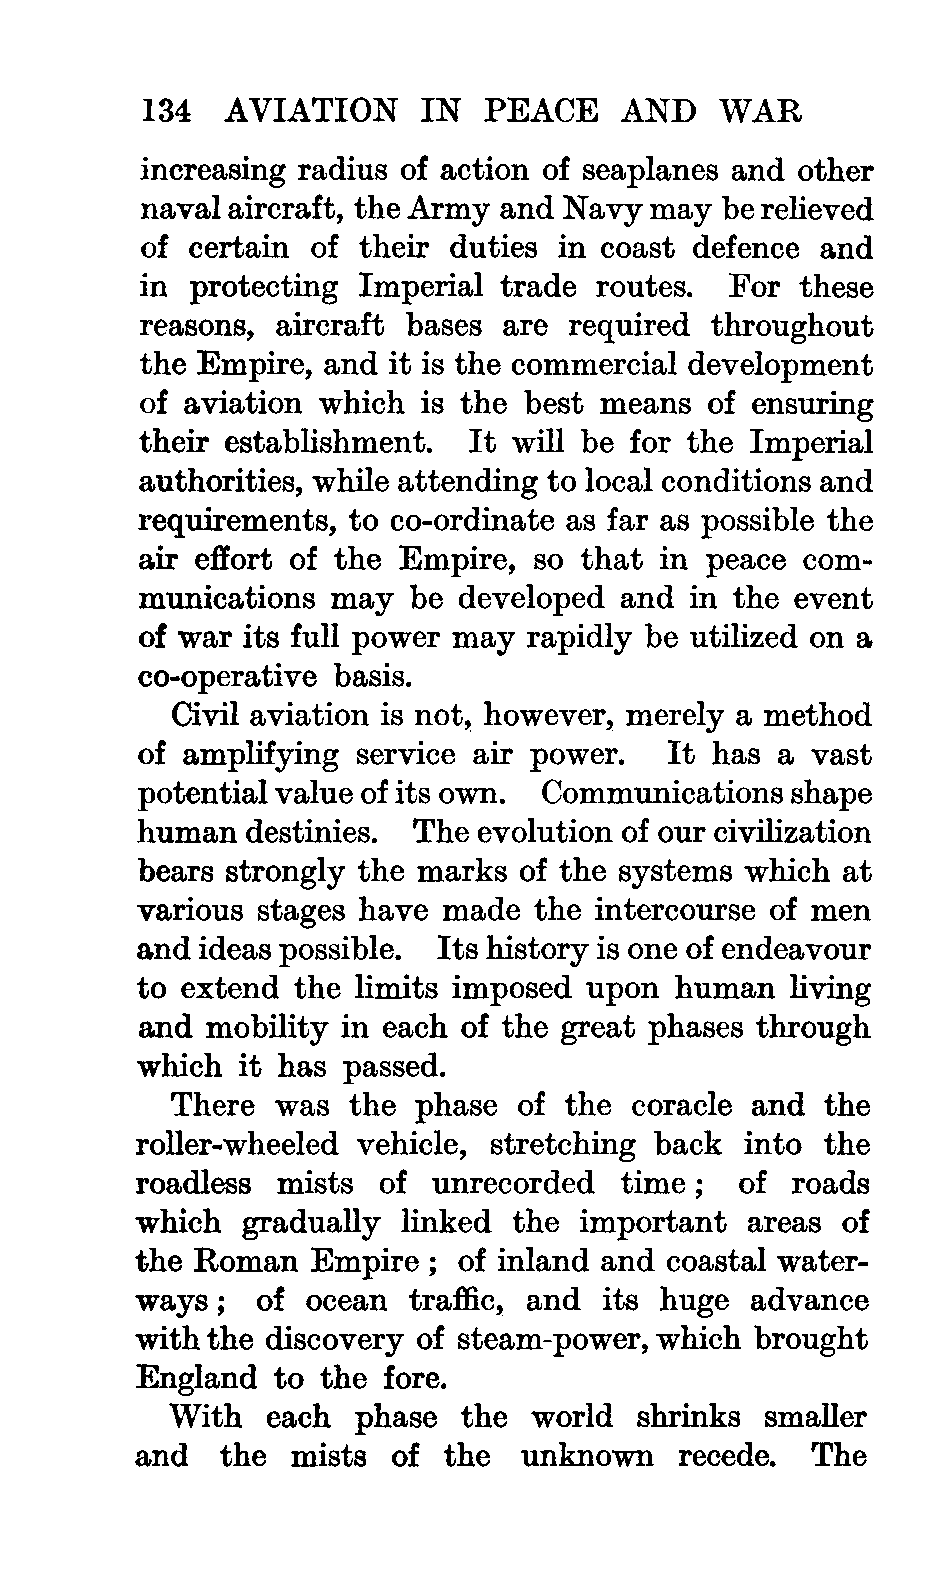 134 AVIATION IN PEACE AND WAR
increasing radius of action of seaplanes and other
naval aircraft, the Army and Navy may be relieved
of certain of their duties in coast defence and
in protecting Imperial trade routes. For these
reasons, aircraft bases are required throughout
the Empire, and it is the commercial development
of aviation which is the best means of ensuring
their establishment. It will be for the Imperial
authorities, while attending to local conditions and
requirements, to co-ordinate as far as possible the
air effort of the Empire, so that in peace com-
munications may be developed and in the event
of war its full power may rapidly be utilized on a
co-operative basis.
Civil aviation is not, however, merely a method
of amplifying service air power. It has a vast
potential value of its own. Communications shape
human destinies. The evolution of our civilization
bears strongly the marks of the systems which at
various stages have made the intercourse of men
and ideas possible. Its history is one of endeavour
to extend the limits imposed upon human living
and mobility in each of the great phases through
which it has passed.
There was the phase of the coracle and the
roller-wheeled vehicle, stretching back into the
roadless mists of unrecorded time ; of roads
which gradually linked the important areas of
the Roman Empire ; of inland and coastal water-
ways ; of ocean traffic, and its huge advance
with the discovery of steam-power, which brought
England to the fore.
With each phase the world shrinks smaller
and the mists of the unknown recede. The